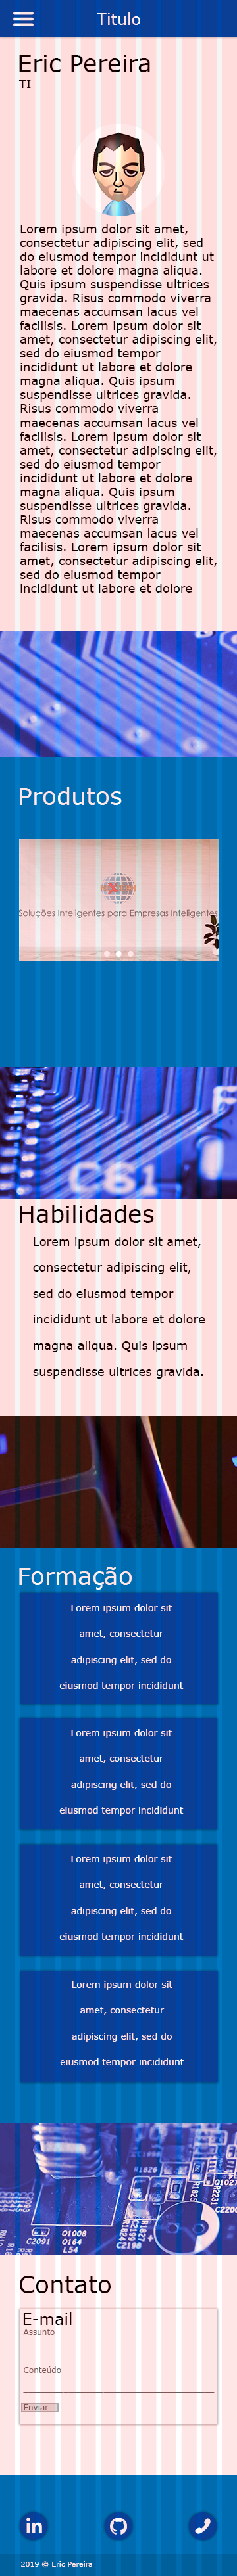 Titulo
Eric Pereira
TI
Lorem ipsum dolor sit amet,
consectetur adipiscing elit, sed
do eiusmod tempor incididunt ut
labore et dolore magna aliqua.
Quis ipsum suspendisse ultrices
gravida. Risus commodo viverra
maecenas accumsan lacus vel
facilisis. Lorem ipsum dolor sit
amet, consectetur adipiscing elit,
sed do eiusmod tempor
incididunt ut labore et dolore
magna aliqua. Quis ipsum
suspendisse ultrices gravida.
Risus commodo viverra
maecenas accumsan lacus vel
facilisis. Lorem ipsum dolor sit
amet, consectetur adipiscing elit,
sed do eiusmod tempor
incididunt ut labore et dolore
magna aliqua. Quis ipsum
suspendisse ultrices gravida.
Risus commodo viverra
maecenas accumsan lacus vel
facilisis. Lorem ipsum dolor sit
amet, consectetur adipiscing elit,
sed do eiusmod tempor
incididunt ut labore et dolore
Produtos
Soluções Inteligentes para Empresas Inteligentes
C81
Habilidades
Lorem ipsum dolor sit amet,
consectetur adipiscing elit,
sed do eiusmod tempor
incididunt ut labore et dolore
magna aliqua. Quis ipsum
suspendisse ultrices gravida.
Formação
Lorem ipsum dolor sit
amet, consectetur
adipiscing elit, sed do
eiusmod tempor incididunt
Lorem ipsum dolor sit
amet, consectetur
adipiscing elit, sed do
eiusmod tempor incididunt
Lorem ipsum dolor sit
amet, consectetur
adipiscing elit, sed do
eiusmod tempor incididunt
Lorem ipsum dolor sit
amet, consectetur
adipiscing elit, sed do
eiusmod tempor incididunt
R1826
C2091
Q1008
L54
Contato
E-mail
Assunto
Conteúdo
Enviar
in
2019 © Eric Pereira